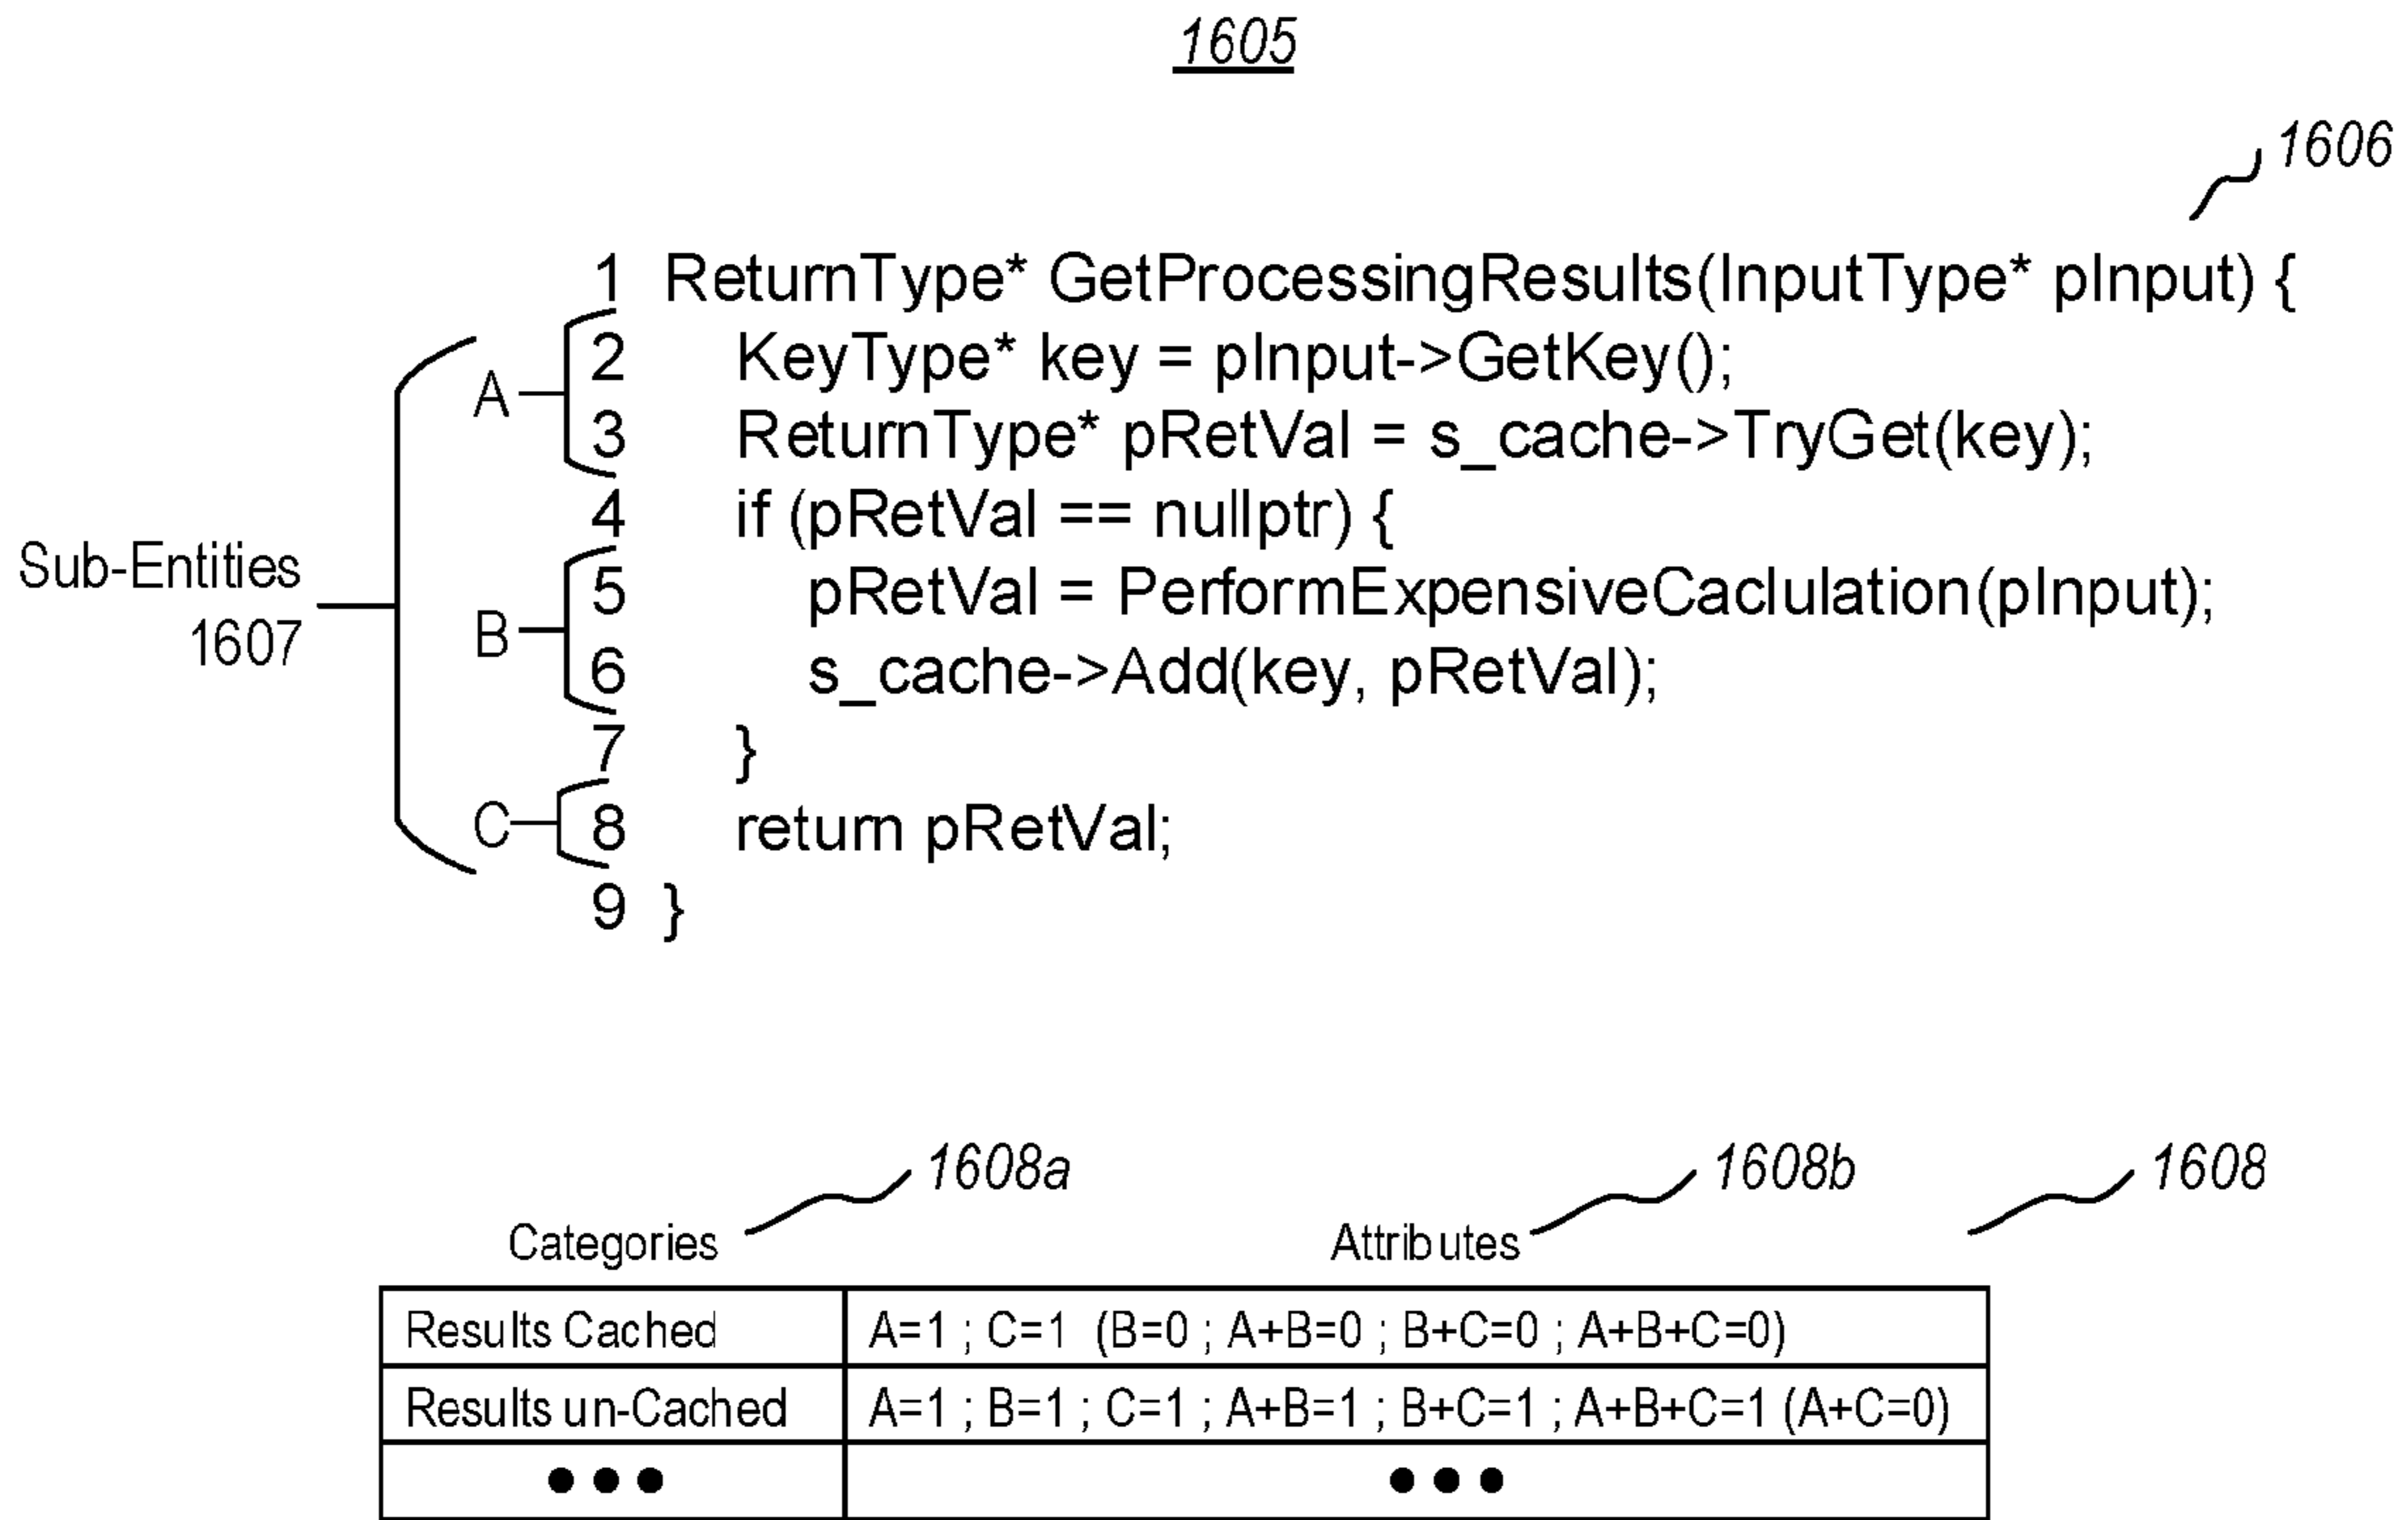 1605
1606
1 ReturnType* GetProcessingResults(InputType* pInput) {
2 KeyType* key = pInput->GetKey();
A
3 ReturnType* pRetVal = s_cache->TryGet(key);
4 if (pRetVal == nullptr) {
Sub-Entities
1607
5 pRetVal = PerformExpensiveCaclulation(pInput);
B
6 s_cache->Add(key, pRetVal);
7 }
C 8 return pRetVal;
9 }
1608a 1608b 1608
Categories Attributes
Results Cached A=1 ; C=1 (B=0 ; A+B=0 ; B+C=0 ; A+B+C=0)
Results un-Cached A=1 ; B=1 ; C=1 ; A+B=1 ; B+C=1 ; A+B+C=1 (A+C=0)
● ● ● ● ● ●